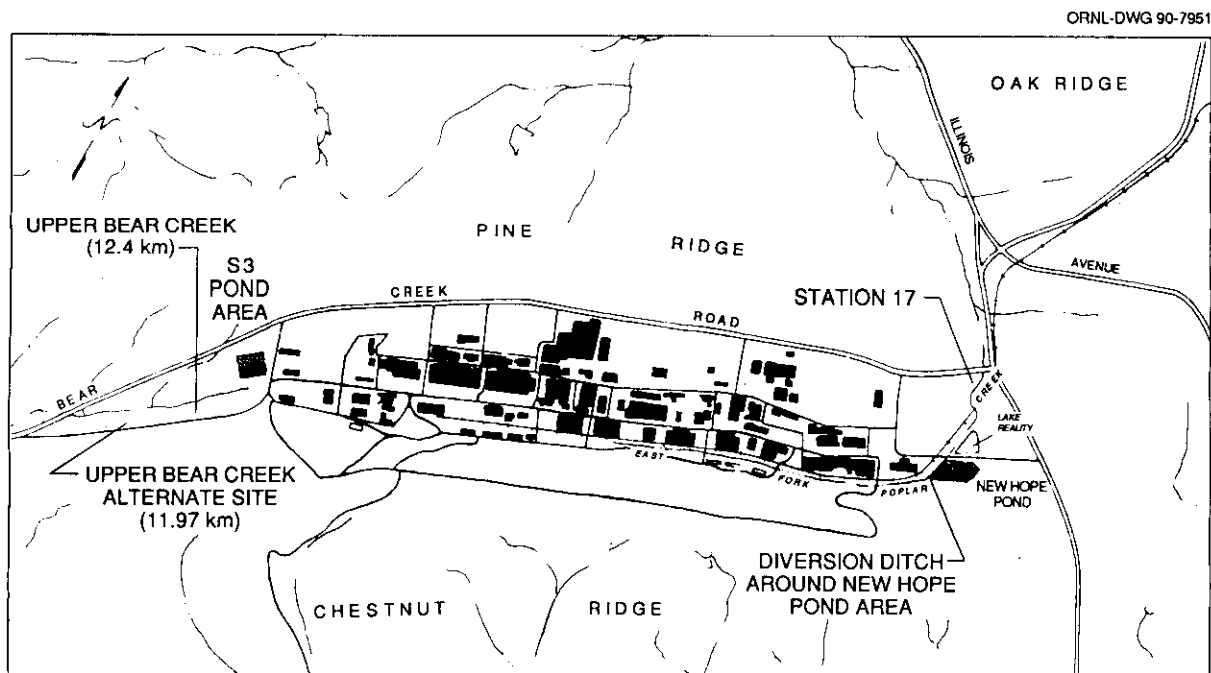 ORNL-DWG 90-7951
OAK RIDGE
ILLINOIS
AVENUE
UPPER BEAR CREEK
(12.4 km)
S3
POND
AREA
PINE RIDGE
BEAR CREEK ROAD
STATION 17
CREEK
LAKE
REALITY
UPPER BEAR CREEK
ALTERNATE SITE
(11.97 km)
EAST FORK POPLAR
NEW HOPE
POND
DIVERSION DITCH
AROUND NEW HOPE
POND AREA
CHESTNUT RIDGE
N